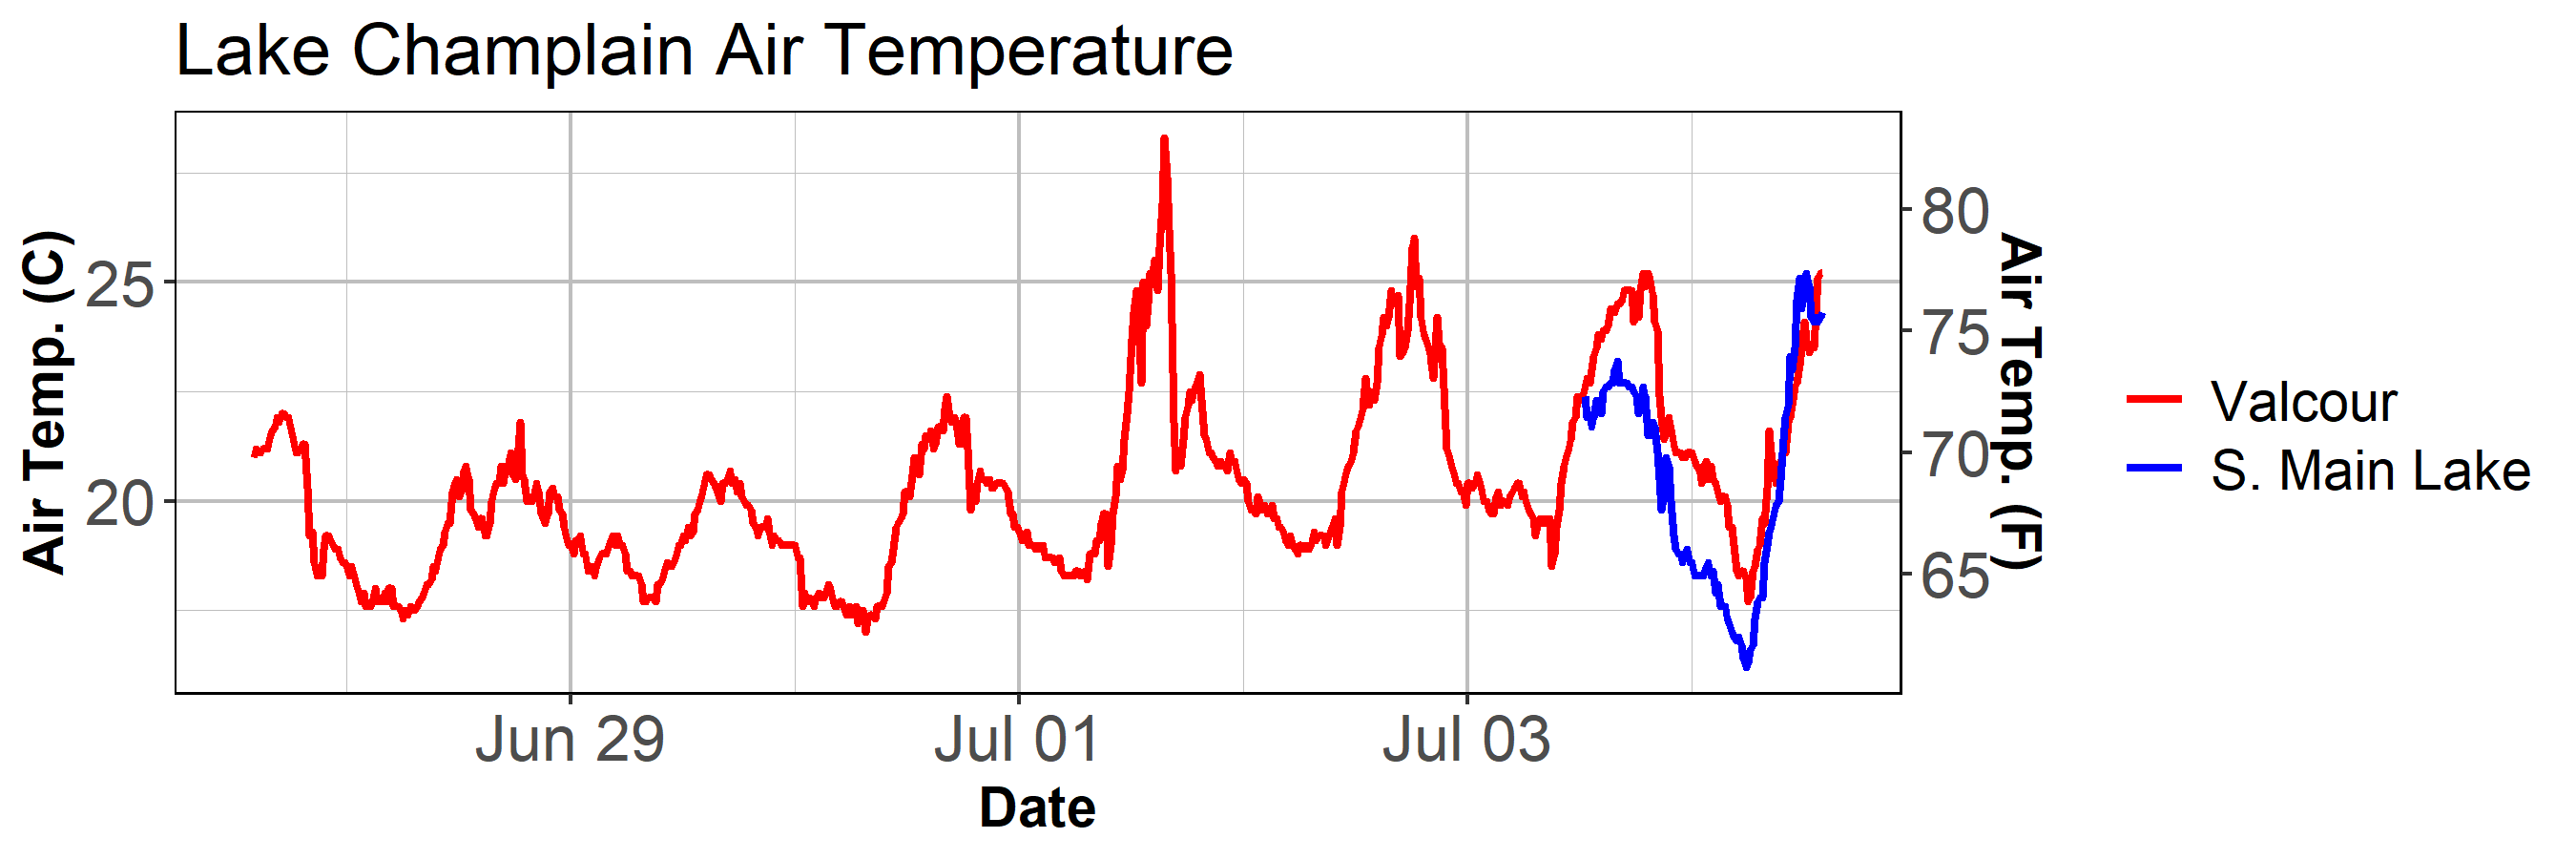 Lake Champlain Air Temperature
Air Temp. (C)
25
20
80
75
70
65
Air Temp. (F)
Valcour
S. Main Lake
Jun 29
Jul 01
Jul 03
Date